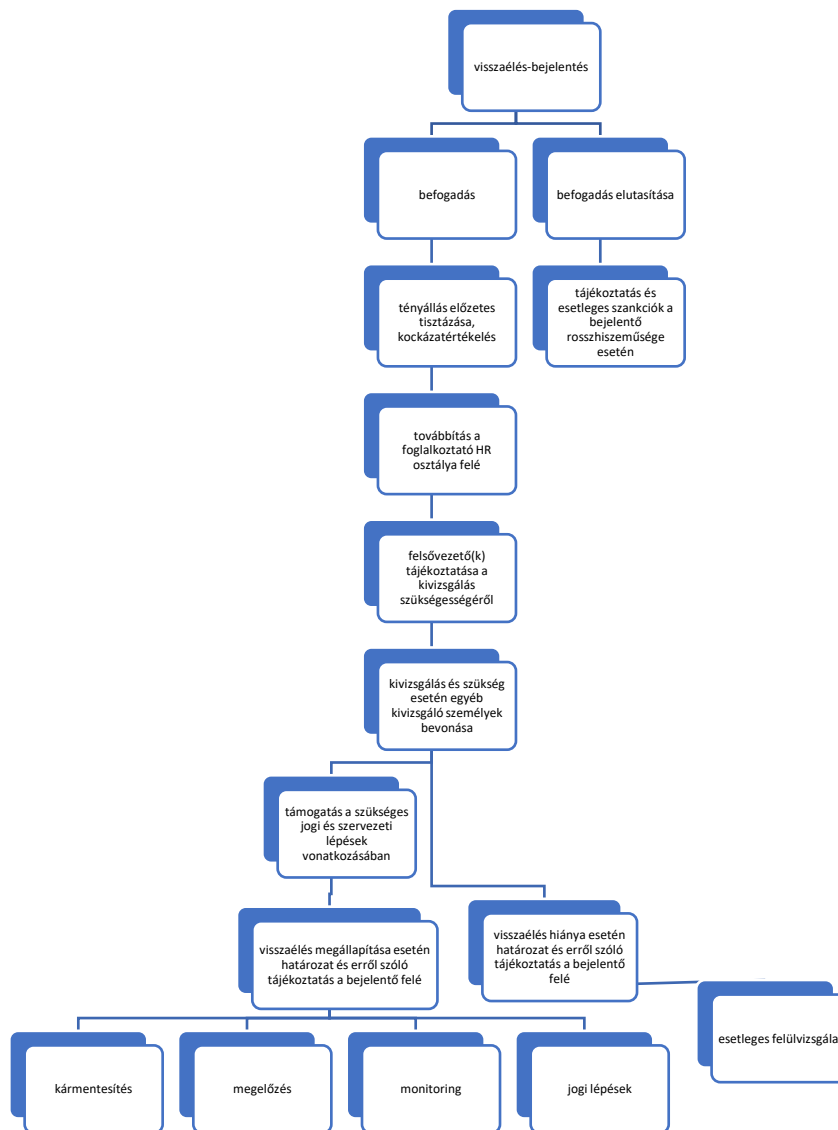 visszaélés-bejelentés
befogadás
befogadás elutasítása
tényállás előzetes
tisztázása,
kockázatértékelés
tájékoztatás és
esetleges szankciók a
bejelentő
rosszhiszeműsége
esetén
továbbítás a
foglalkoztató HR
osztálya felé
felsővezető(k)
tájékoztatása a
kivizsgálás
szükségességéről
kivizsgálás és szükség
esetén egyéb
kivizsgáló személyek
bevonása
támogatás a szükséges
jogi és szervezeti
lépések
vonatkozásában
visszaélés megállapítása esetén
határozat és erről szóló
tájékoztatás a bejelentő felé
visszaélés hiánya esetén
határozat és erről szóló
tájékoztatás a bejelentő
felé
esetleges felülvizsgála
kármentesítés
megelőzés
monitoring
jogi lépések